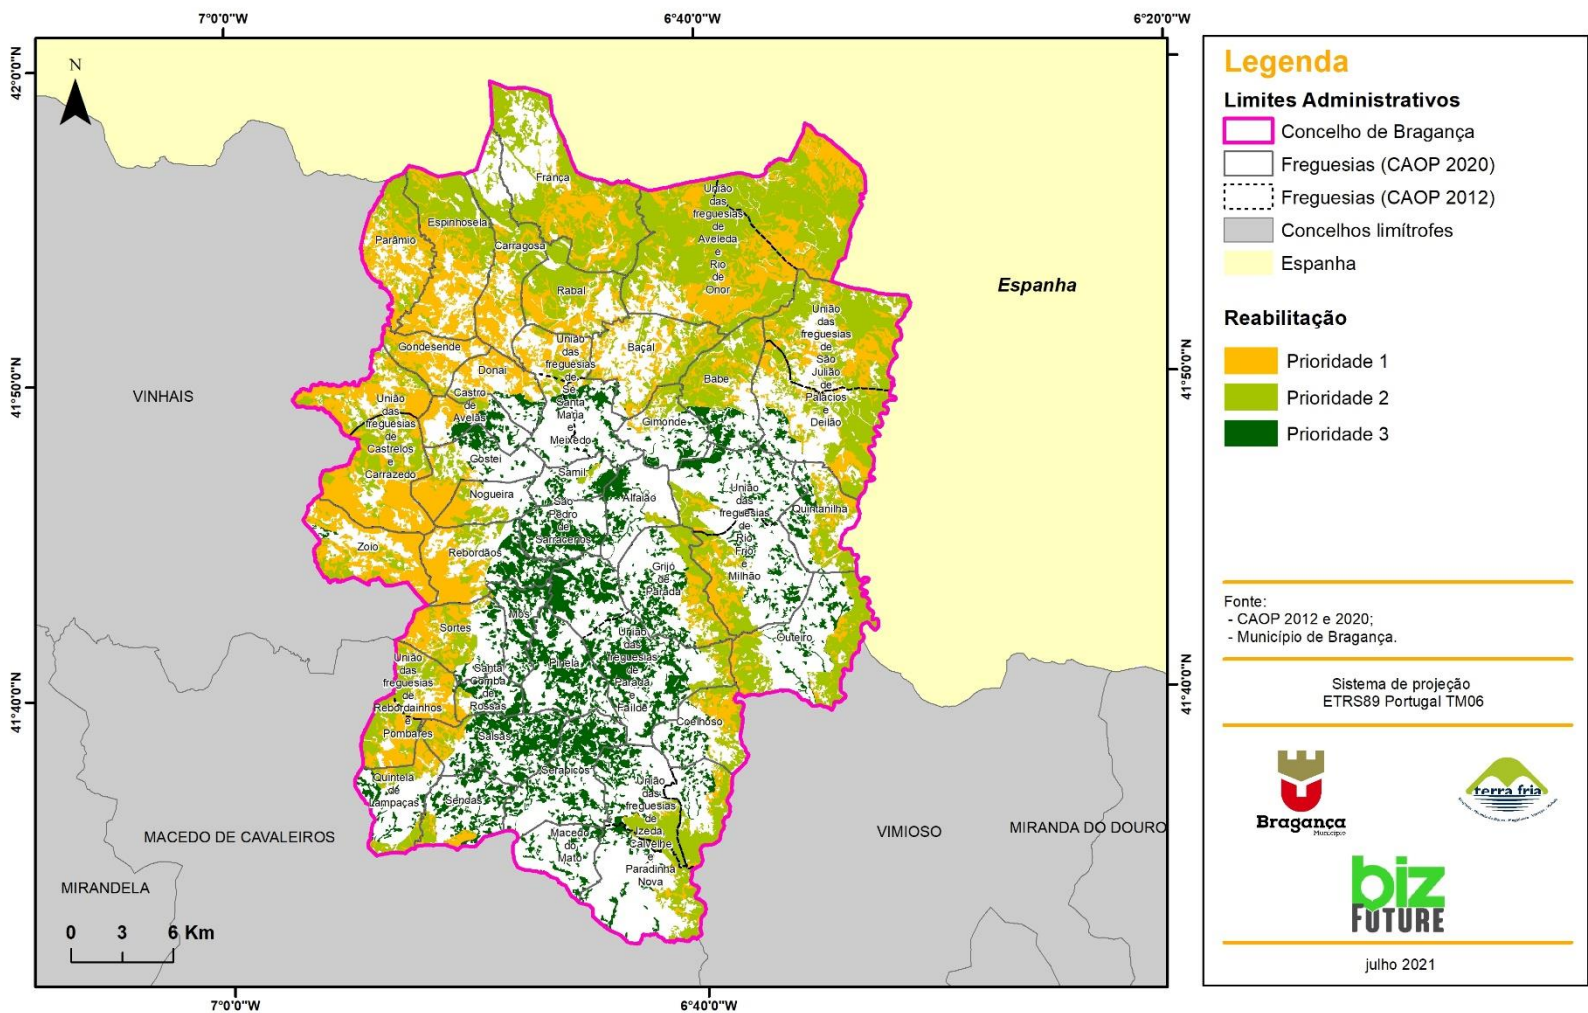 7°0'0"W
6°40'0"W
6°20'0"W
42°0'0"N
41°50'0"N
41°40'0"N
41°50'0"N
41°40'0"N
7°0'0"W
6°40'0"W
N
França
Espinhosela
Parâmio
Carragosa
União
das
freguesias
de
Aveleda
e
Rio
de
Onor
Rabal
Espanha
União
das
freguesias
de
São
Julião
de
Palácios
e
Deilão
Gondesende
União
das
freguesias
de
Sé
Santa
Maria
e
Meixedo
Baçal
Donai
Babe
Castro
de
Avelãs
VINHAIS
União
das
freguesias
de
Castrelos
e
Carrazedo
Gimonde
Gostei
Samil
Nogueira
Alfaião
União
das
freguesias
de
Rio
Frio
e
Milhão
Quintanilha
São
Pedro
de
Sarracenos
Zoio
Rebordãos
Grijó
de
Parada
Mós
Sortes
Outeiro
União
das
freguesias
de
Parada
e
Faílde
União
das
freguesias
de
Rebordainhos
e
Pombares
Santa
Comba
de
Rossas
Pinela
Coelhoso
Salsas
Serapicos
Quintela
de
Lampaças
Sendas
União
das
freguesias
de
Izeda,
Calvelhe
e
Paradinha
Nova
Macedo
do
Mato
MACEDO DE CAVALEIROS
VIMIOSO
MIRANDA DO DOURO
MIRANDELA
0 3 6 Km
Legenda
Limites Administrativos
Concelho de Bragança
Freguesias (CAOP 2020)
Freguesias (CAOP 2012)
Concelhos limítrofes
Espanha
Reabilitação
Prioridade 1
Prioridade 2
Prioridade 3
Fonte:
- CAOP 2012 e 2020;
- Município de Bragança.
Sistema de projeção
ETRS89 Portugal TM06
Bragança
Município
terra fria
biz
FUTURE
julho 2021